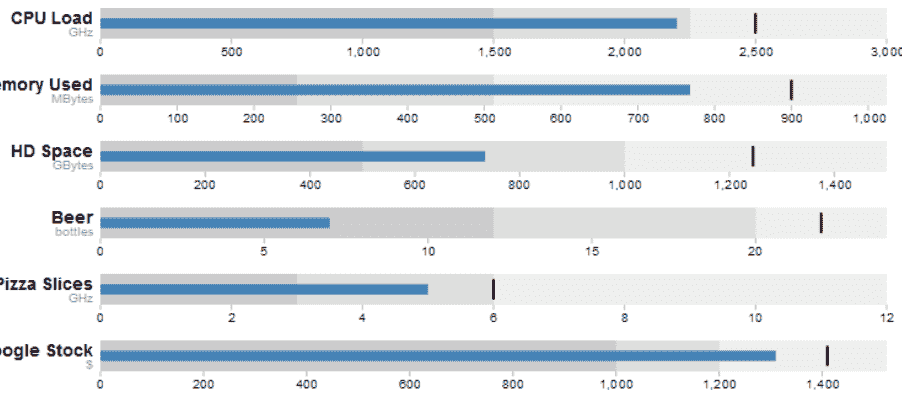 CPU Load
GHz
0 500 1,000 1,500 2,000 2,500 3,000
emory Used
MBytes
0 100 200 300 400 500 600 700 800 900 1,000
HD Space
GBytes
0 200 400 600 800 1,000 1,200 1,400
Beer
bottles
0 5 10 15 20
Pizza Slices
GHz
0 2 4 6 8 10 12
oogle Stock
$
0 200 400 600 800 1,000 1,200 1,400